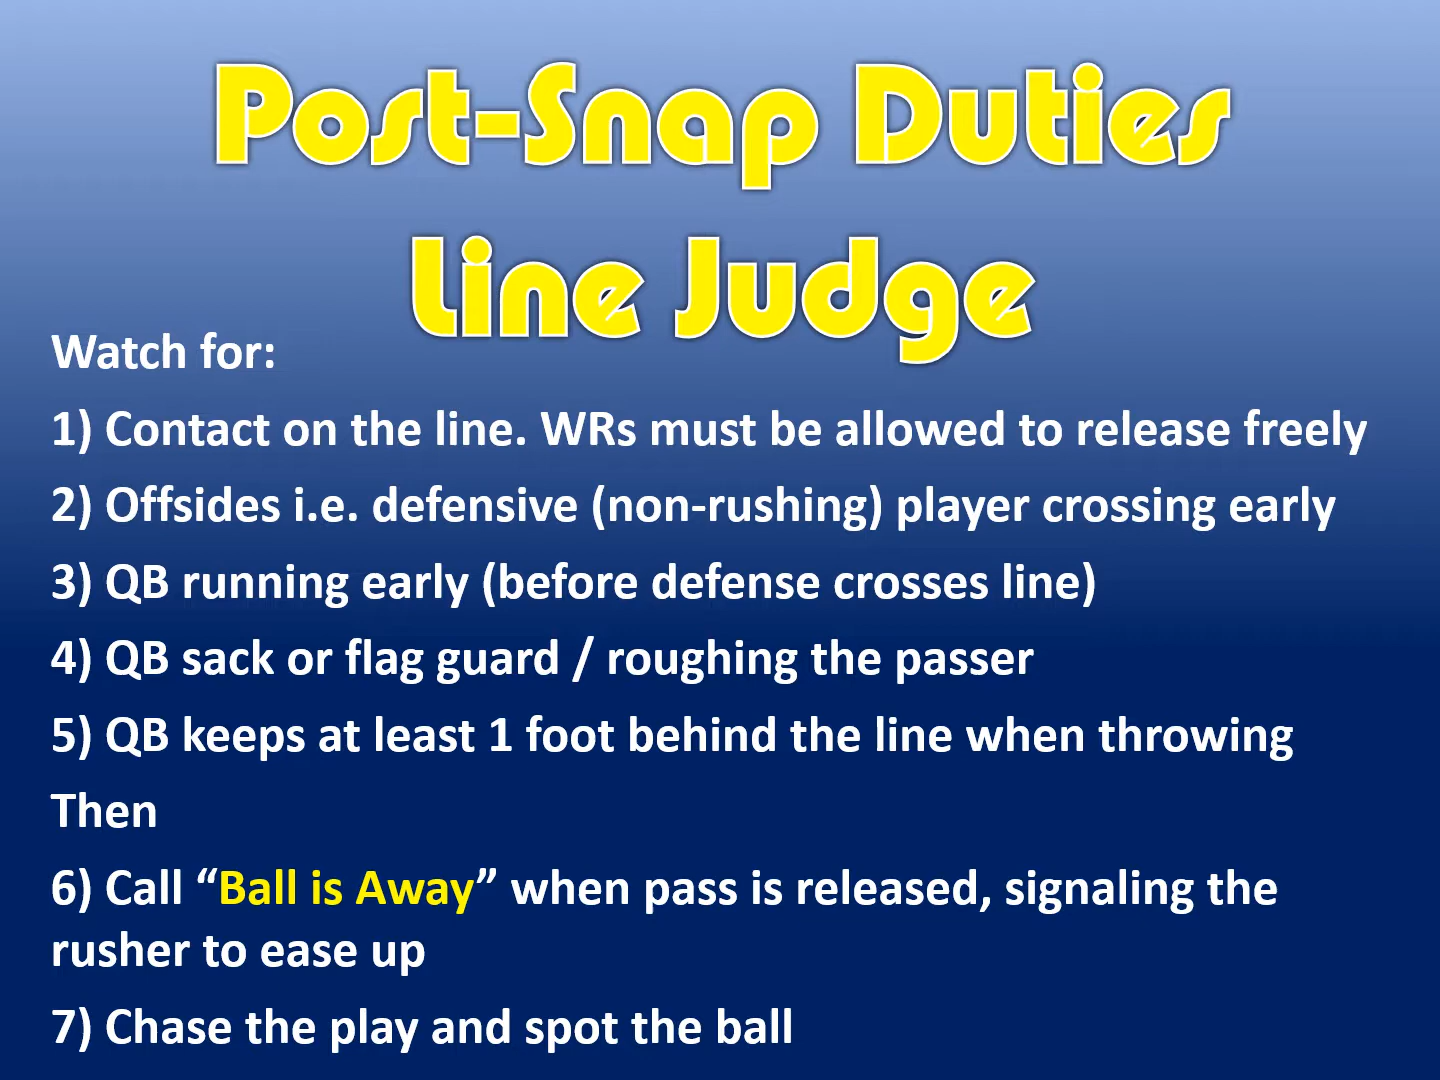 Post-Snap Duties
Line Judge
Watch for:
1) Contact on the line. WRs must be allowed to release freely
2) Offsides i.e. defensive (non-rushing) player crossing early
3) QB running early (before defense crosses line)
4) QB sack or flag guard / roughing the passer
5) QB keeps at least 1 foot behind the line when throwing
Then
6) Call “Ball is Away” when pass is released, signaling the
rusher to ease up
7) Chase the play and spot the ball